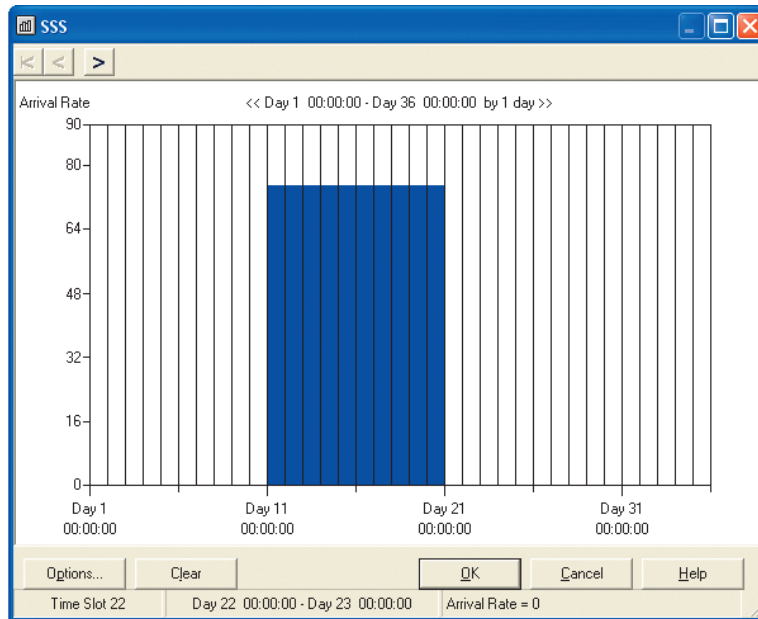 SSS
Arrival Rate
<< Day 1 00:00:00 - Day 36 00:00:00 by 1 day >>
90
80
64
48
32
16
0
Day 1 Day 11 Day 21 Day 31
00:00:00 00:00:00 00:00:00 00:00:00
Options... Clear OK Cancel Help
Time Slot 22 Day 22 00:00:00 - Day 23 00:00:00 Arrival Rate = 0